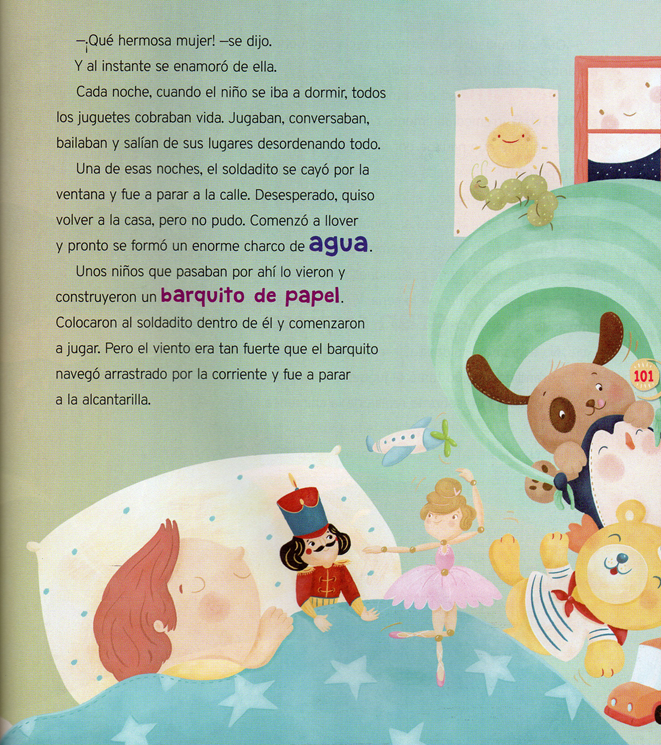 —¡Qué hermosa mujer! —se dijo.
Y al instante se enamoró de ella.
Cada noche, cuando el niño se iba a dormir, todos
los juguetes cobraban vida. Jugaban, conversaban,
bailaban y salían de sus lugares desordenando todo.
Una de esas noches, el soldadito se cayó por la
ventana y fue a parar a la calle. Desesperado, quiso
volver a la casa, pero no pudo. Comenzó a llover
y pronto se formó un enorme charco de agua.
Unos niños que pasaban por ahí lo vieron y
construyeron un barquito de papel.
Colocaron al soldadito dentro de él y comenzaron
a jugar. Pero el viento era tan fuerte que el barquito
navegó arrastrado por la corriente y fue a parar
a la alcantarilla.
101